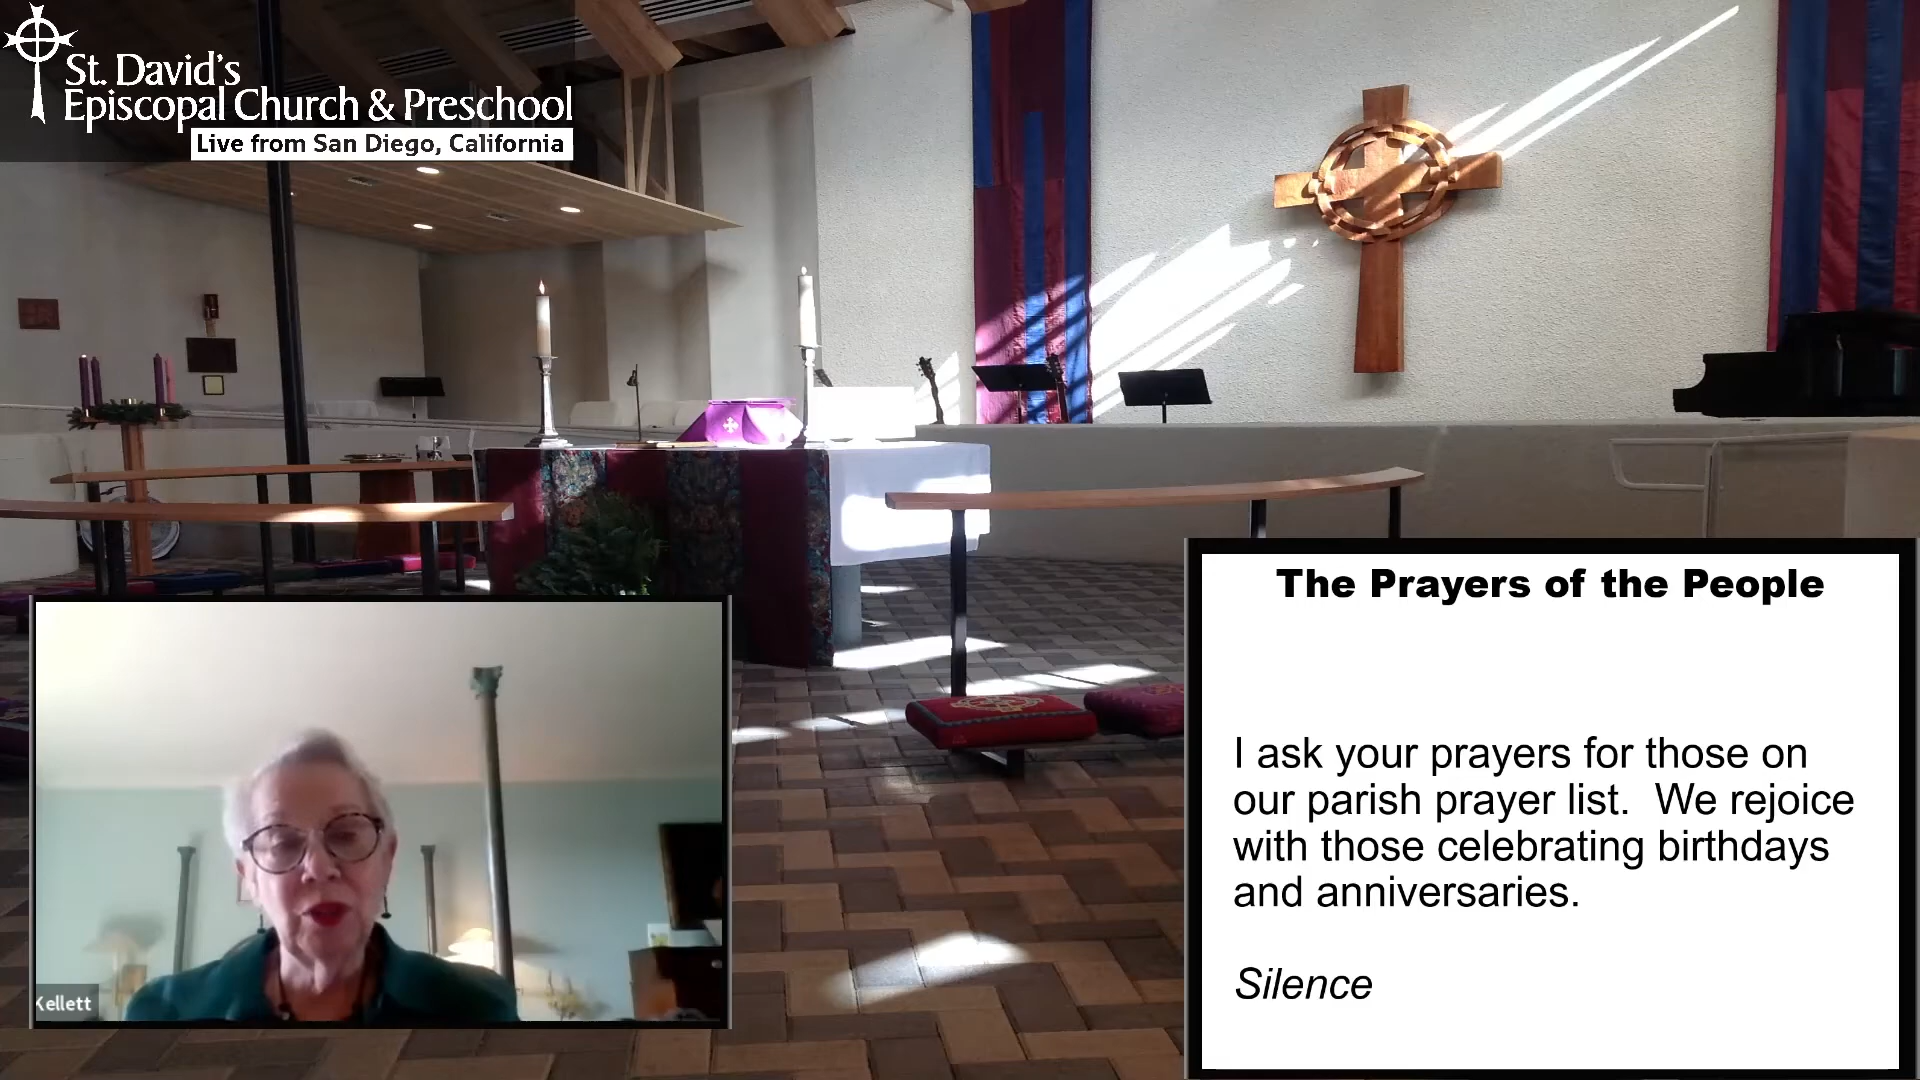 St. David's
Episcopal Church & Preschool
Live from San Diego, California
The Prayers of the People
I ask your prayers for those on
our parish prayer list.  We rejoice
with those celebrating birthdays
and anniversaries.
Silence
Kellett